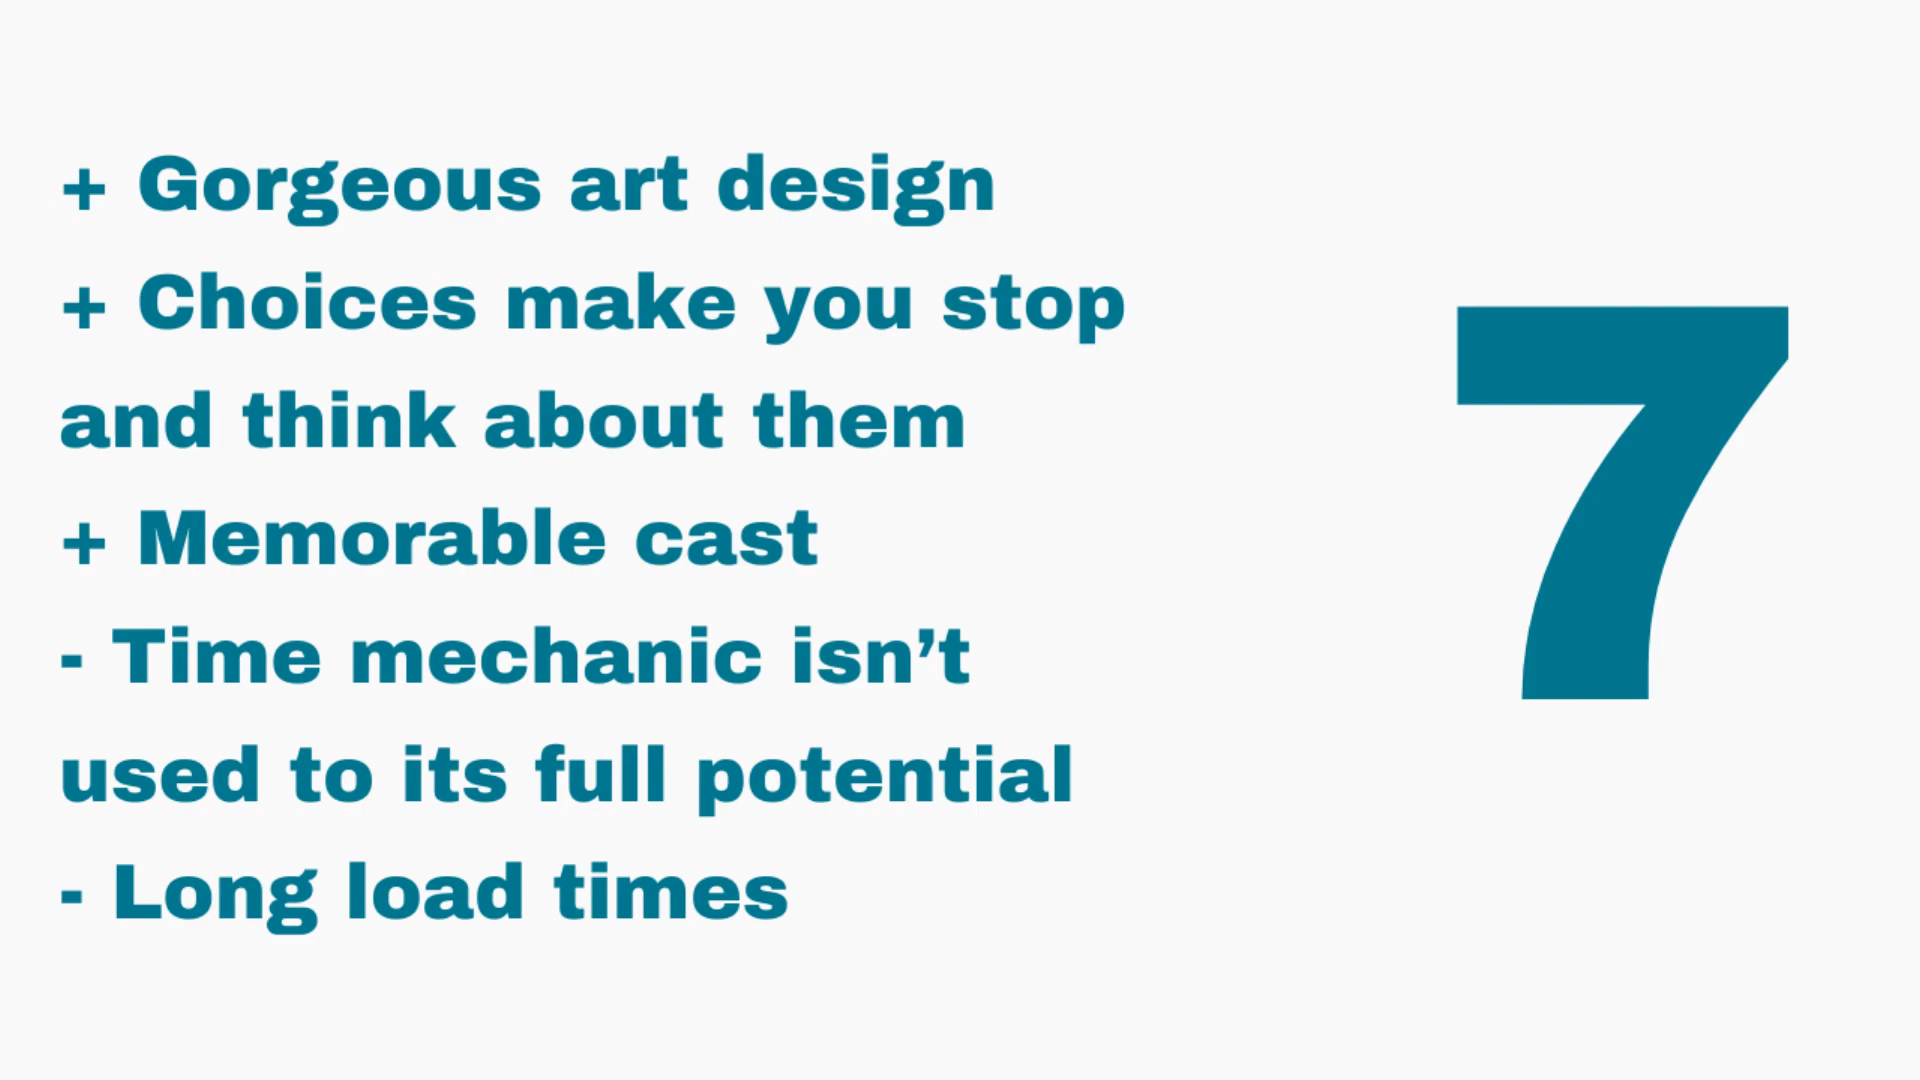 + Gorgeous art design
+ Choices make you stop
and think about them
+ Memorable cast
- Time mechanic isn’t
used to its full potential
- Long load times
7